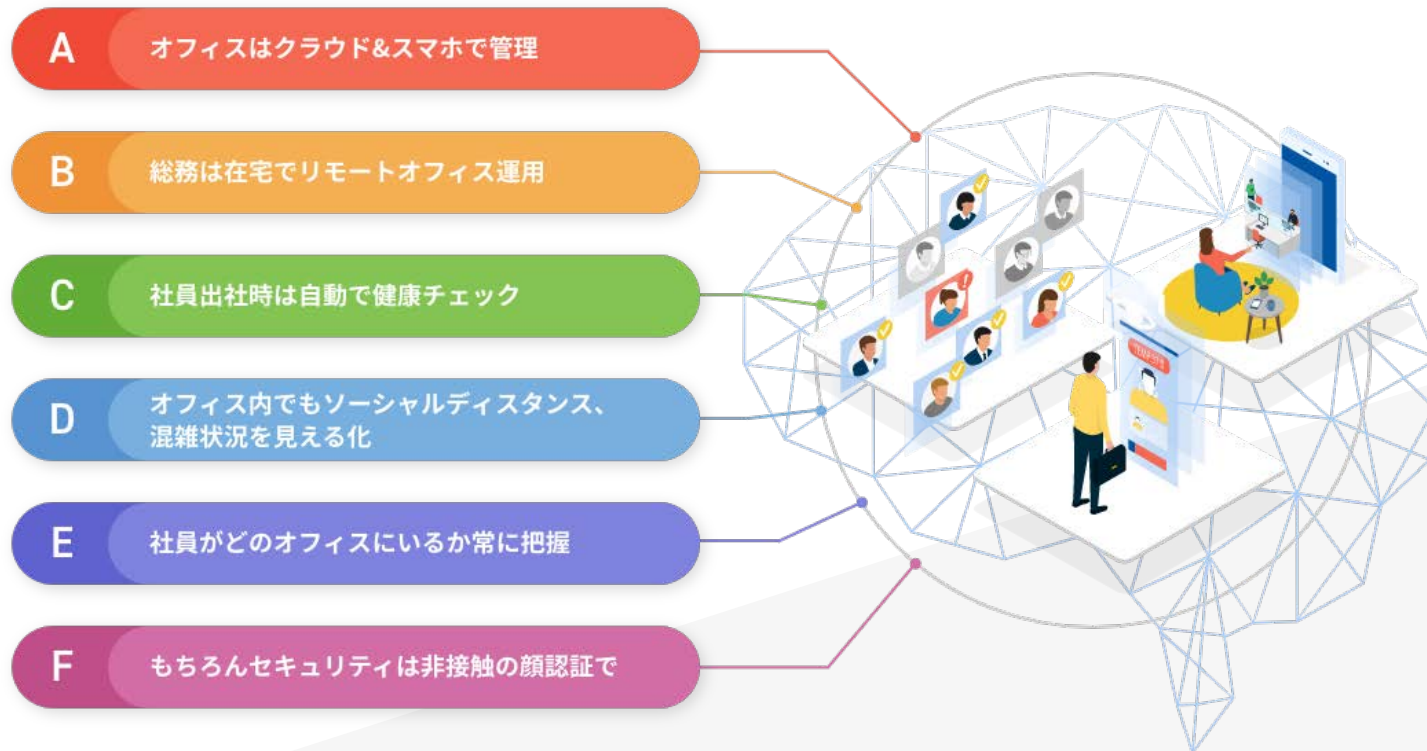 A
オフィスはクラウド&スマホで管理
B
総務は在宅でリモートオフィス運用
C
社員出社時は自動で健康チェック
D
オフィス内でもソーシャルディスタンス、
混雑状況を見える化
E
社員がどのオフィスにいるか常に把握
F
もちろんセキュリティは非接触の顔認証で